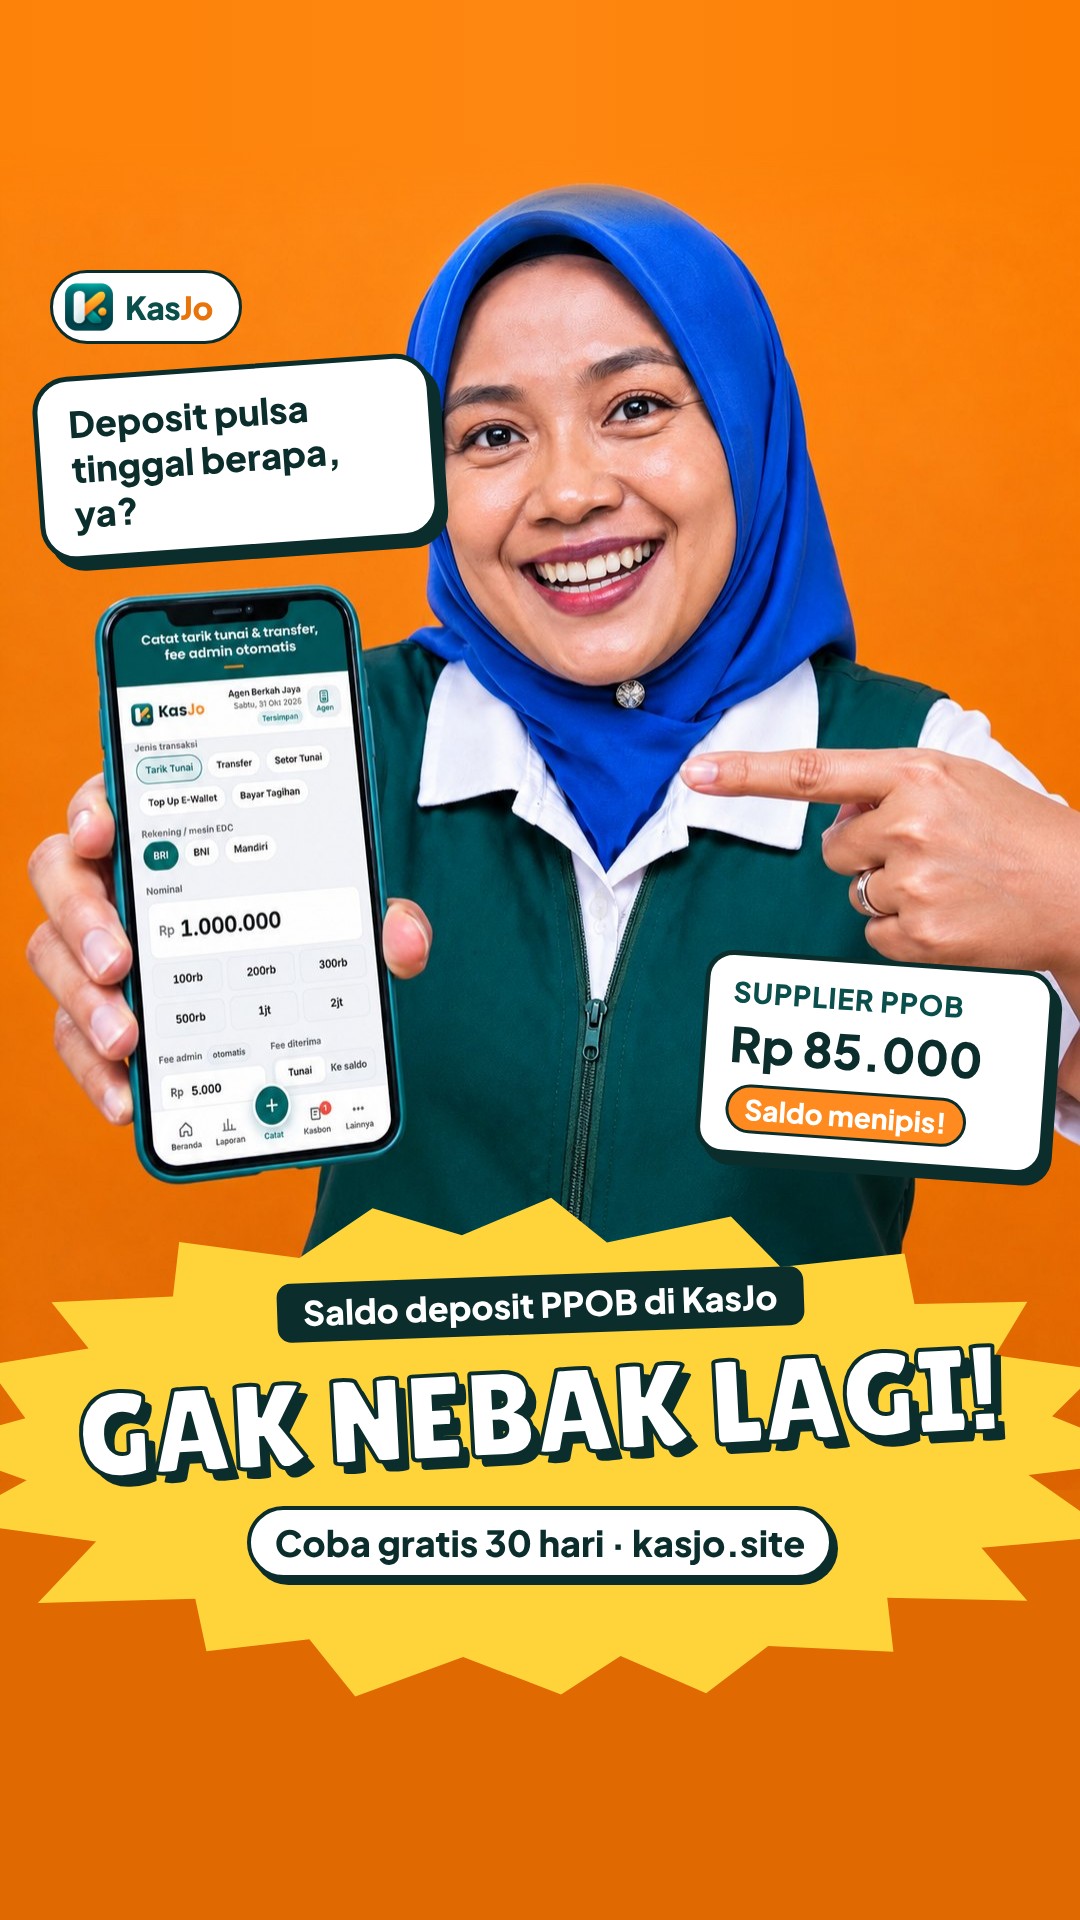 KasJo
Deposit pulsa
tinggal berapa,
ya?
Catat tarik tunai & transfer,
fee admin otomatis
KasJo
Agen Berkah Jaya
Sabtu, 31 Okt 2026
Tersimpan
Agen
Jenis transaksi
Tarik Tunai Transfer Setor Tunai
Top Up E-Wallet Bayar Tagihan
Rekening / mesin EDC
BRI BNI Mandiri
Nominal
Rp 1.000.000
100rb 200rb 300rb
500rb 1jt 2jt
Fee admin otomatis Fee diterima
Rp 5.000 Tunai Ke saldo
+
1
Beranda Laporan Catat Kasbon Lainnya
SUPPLIER PPOB
Rp 85.000
Saldo menipis!
Saldo deposit PPOB di KasJo
GAK NEBAK LAGI!
Coba gratis 30 hari · kasjo.site